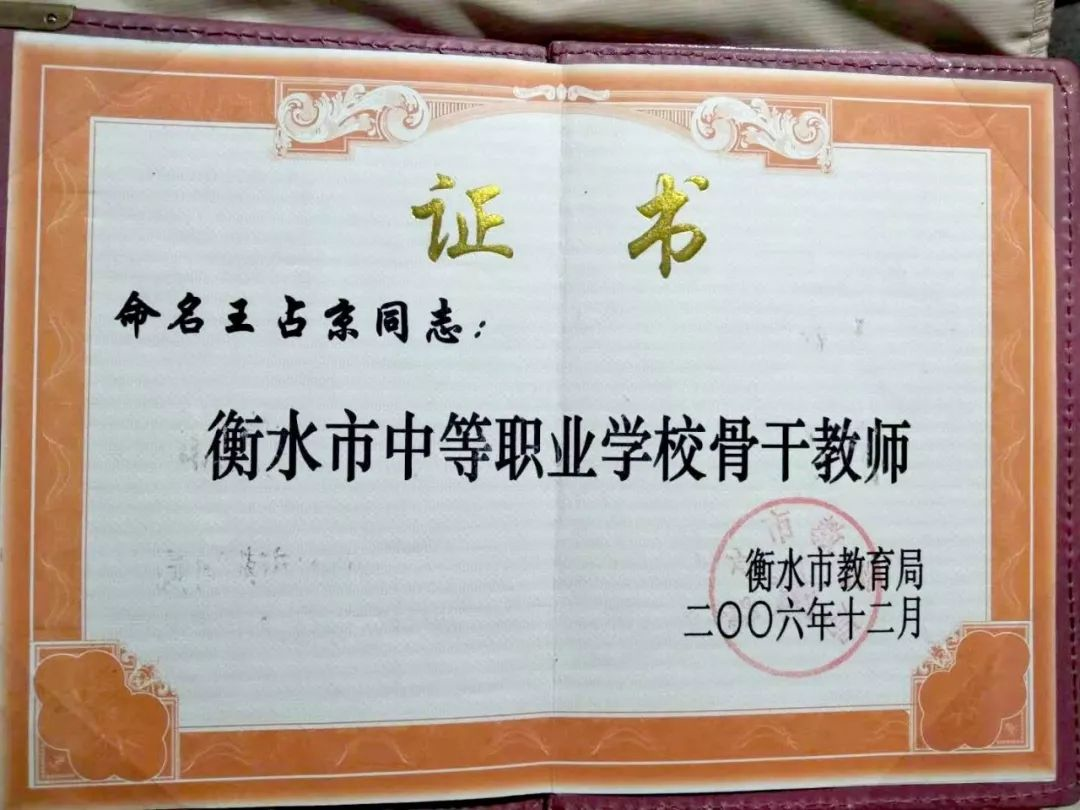 证书
命名王占京同志：
衡水市中等职业学校骨干教师
衡水市教育局
二〇〇六年十二月